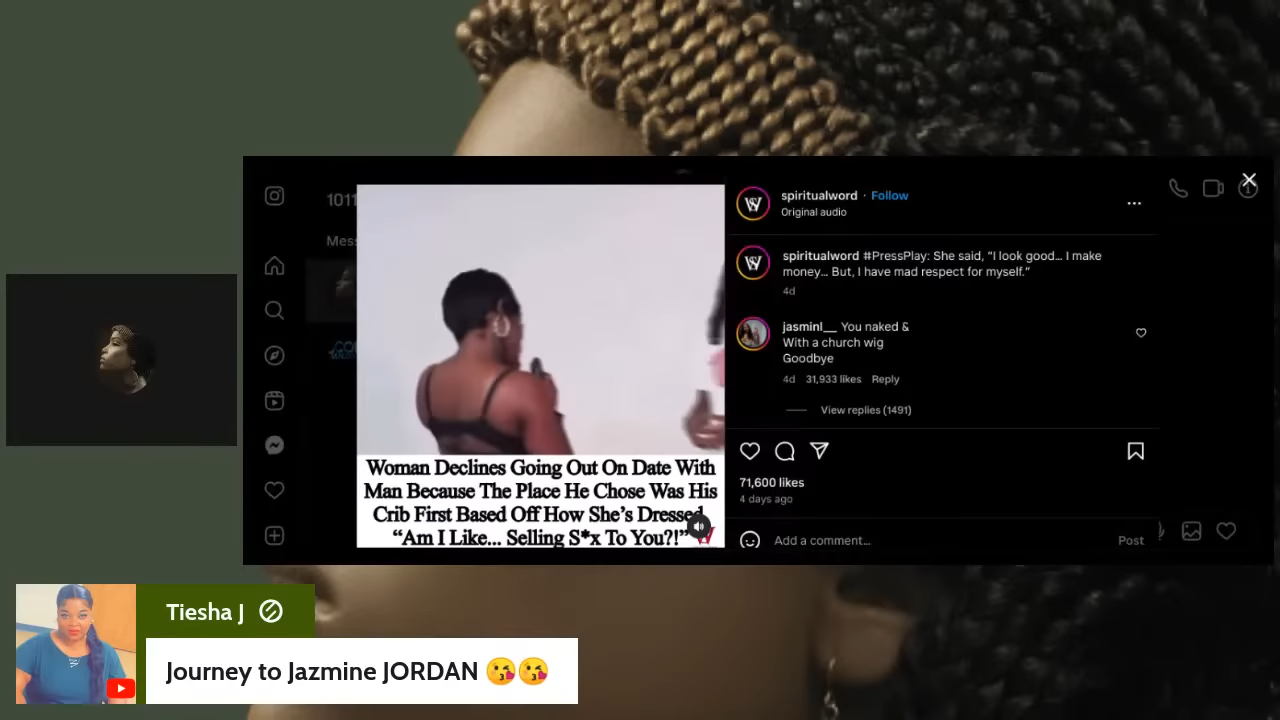 1011
Mess
spiritualword · Follow
Original audio
spiritualword #PressPlay: She said, “I look good... I make
money... But, I have mad respect for myself.”
4d
jasminl__ You naked &
With a church wig
Goodbye
4d 31,933 likes Reply
View replies (1491)
71,600 likes
4 days ago
Add a comment...
Post
Woman Declines Going Out On Date With
Man Because The Place He Chose Was His
Crib First Based Off How She’s Dressed
“Am I Like... Selling S*x To You?!”
Tiesha J
Journey to Jazmine JORDAN 😘😘